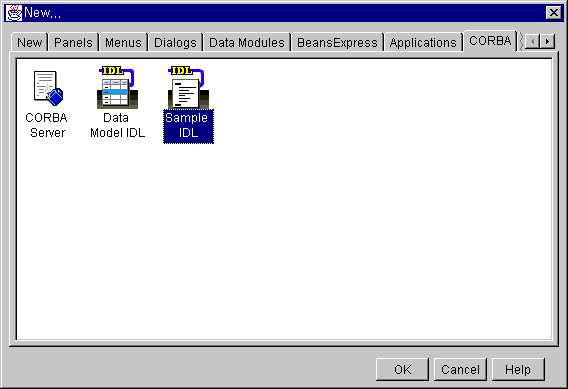 New...
New Panels Menus Dialogs Data Modules BeansExpress Applications CORBA
IDL IDL
CORBA Data Sample
Server Model IDL IDL
OK Cancel Help